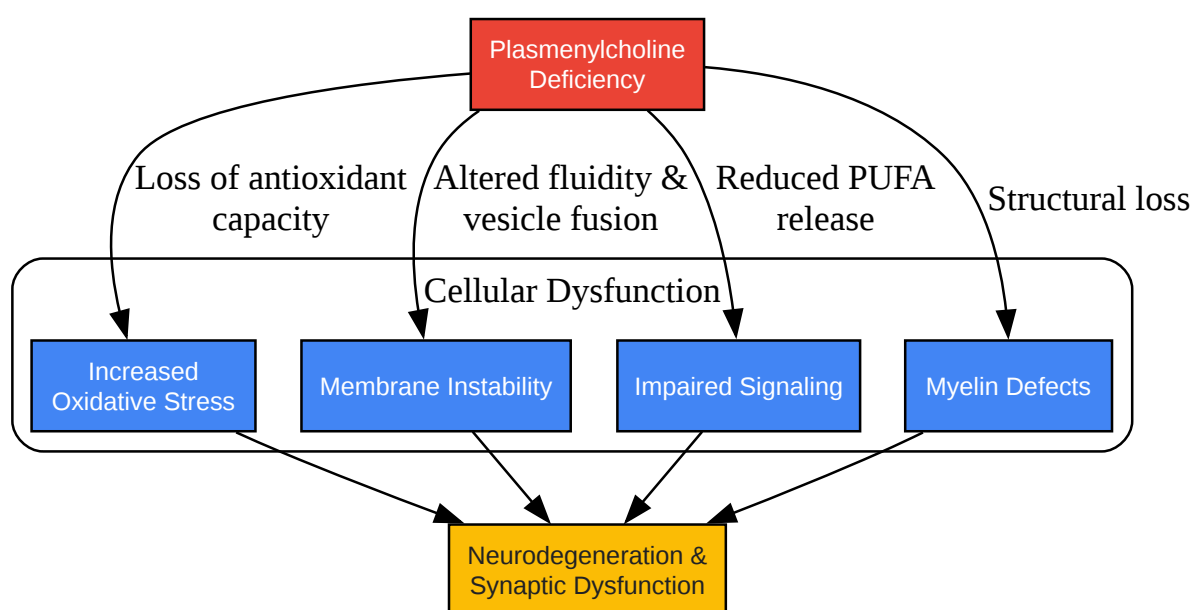 Plasmenylcholine
Deficiency
Loss of antioxidant
capacity
Altered fluidity &
vesicle fusion
Reduced PUFA
release
Structural loss
Cellular Dysfunction
Increased
Oxidative Stress
Membrane Instability
Impaired Signaling
Myelin Defects
Neurodegeneration &
Synaptic Dysfunction